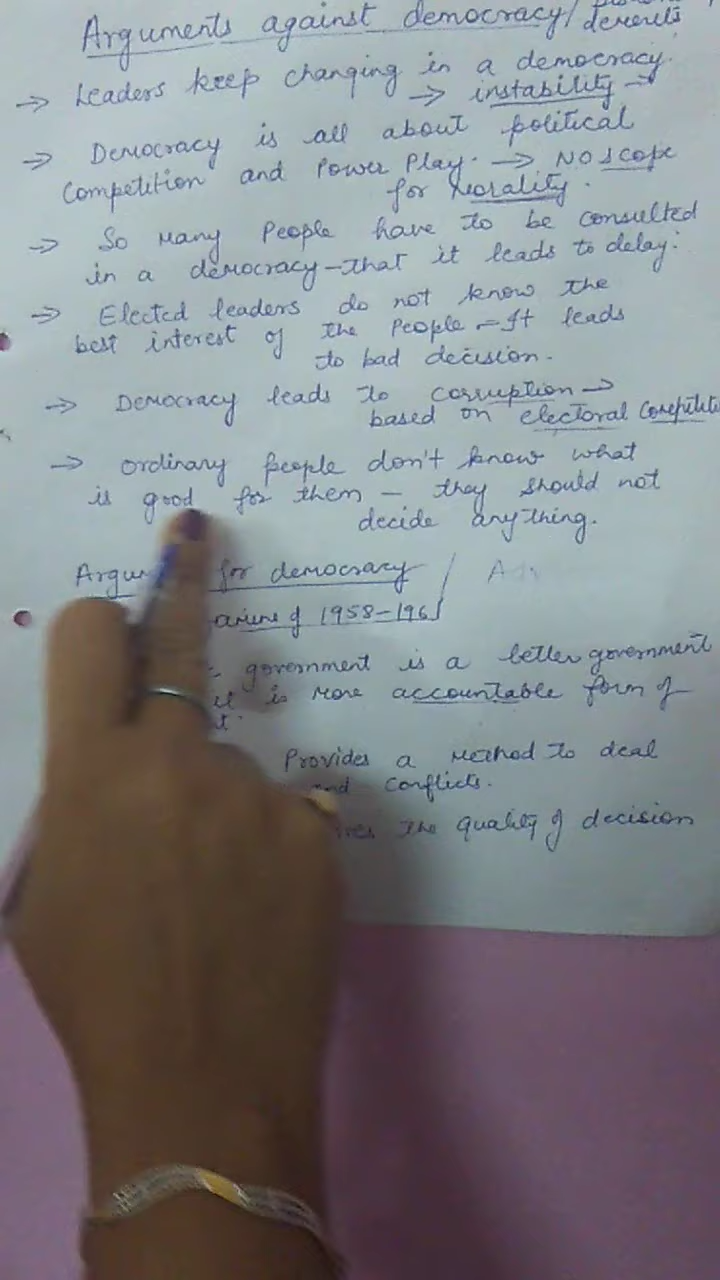 Arguments against democracy/ demerits
→ Leaders keep changing in a democracy.
→ instability →
→ Democracy is all about political
Competition and Power Play. → NO scope
for Morality.
→ So Many People have to be consulted
in a democracy - that it leads to delay.
→ Elected leaders do not know the
best interest of the People - It leads
to bad decision.
→ Democracy leads to corruption →
based on electoral
→ ordinary people don't know what
is good for them - they should not
decide anything.
for democracy /
of 1958-1961
government is a better government
it is More accountable form of
Provides a Method to deal
and conflicts.
the quality of decision